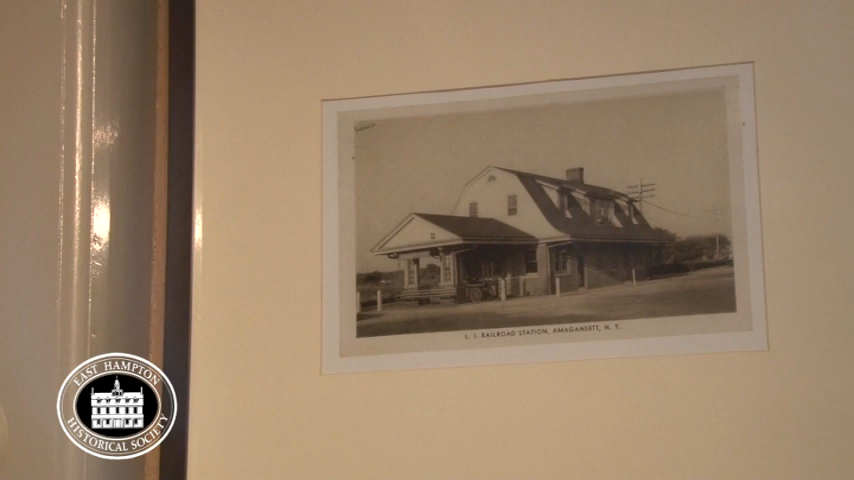 L. I. RAILROAD STATION, AMAGANSETT, N. Y.
EAST HAMPTON
HISTORICAL SOCIETY